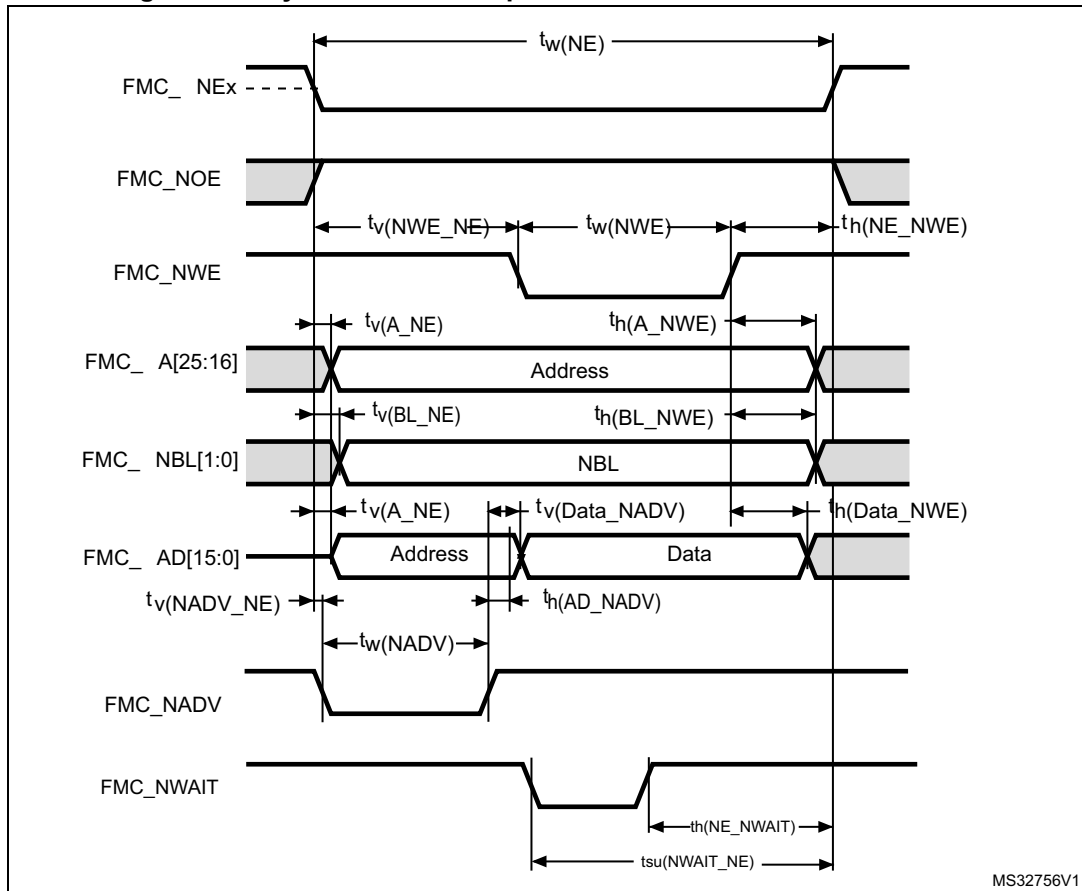 tw(NE)
FMC_ NEx
FMC_NOE
tv(NWE_NE) tw(NWE) th(NE_NWE)
FMC_NWE
tv(A_NE) th(A_NWE)
FMC_ A[25:16] Address
tv(BL_NE) th(BL_NWE)
FMC_ NBL[1:0] NBL
tv(A_NE) tv(Data_NADV) th(Data_NWE)
FMC_ AD[15:0] Address Data
tv(NADV_NE) th(AD_NADV)
tw(NADV)
FMC_NADV
FMC_NWAIT
th(NE_NWAIT)
tsu(NWAIT_NE)
MS32756V1